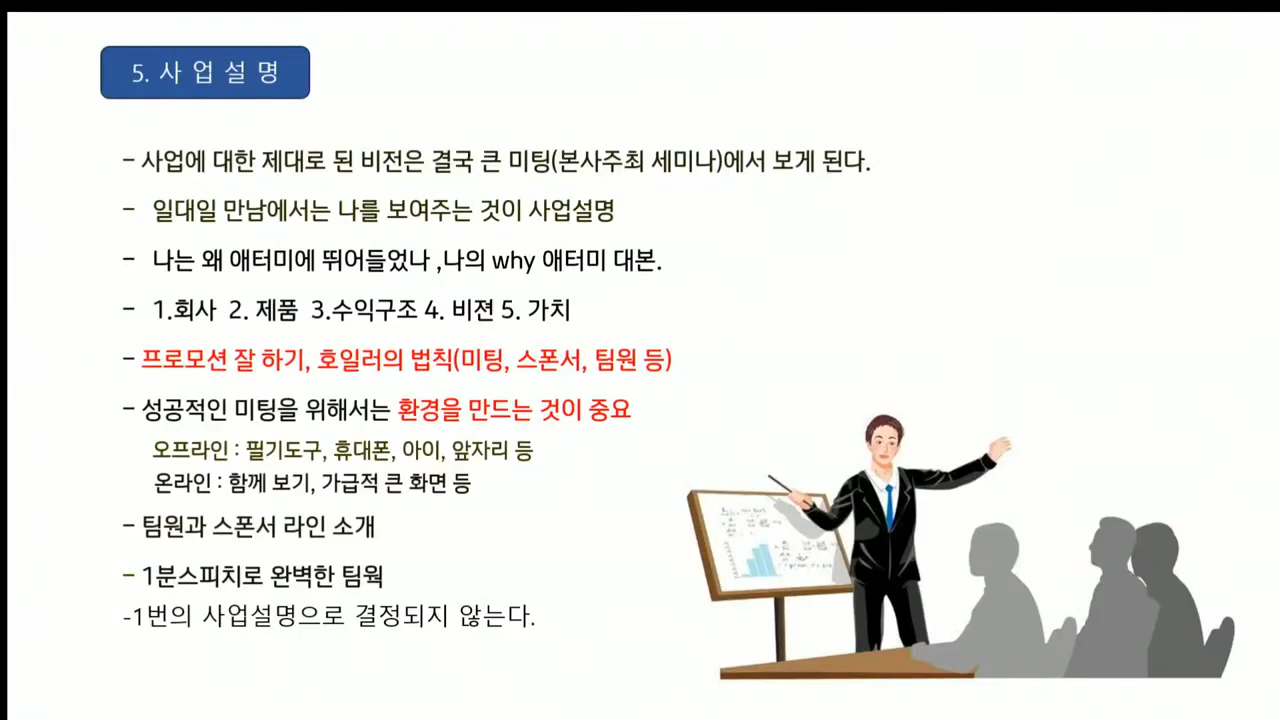 5. 사 업 설 명
- 사업에 대한 제대로 된 비전은 결국 큰 미팅(본사주최 세미나)에서 보게 된다.
- 일대일 만남에서는 나를 보여주는 것이 사업설명
- 나는 왜 애터미에 뛰어들었나 ,나의 why 애터미 대본.
- 1.회사 2. 제품 3.수익구조 4. 비젼 5. 가치
- 프로모션 잘 하기, 호일러의 법칙(미팅, 스폰서, 팀원 등)
- 성공적인 미팅을 위해서는 환경을 만드는 것이 중요
오프라인 : 필기도구, 휴대폰, 아이, 앞자리 등
온라인 : 함께 보기, 가급적 큰 화면 등
- 팀원과 스폰서 라인 소개
- 1분스피치로 완벽한 팀웍
-1번의 사업설명으로 결정되지 않는다.